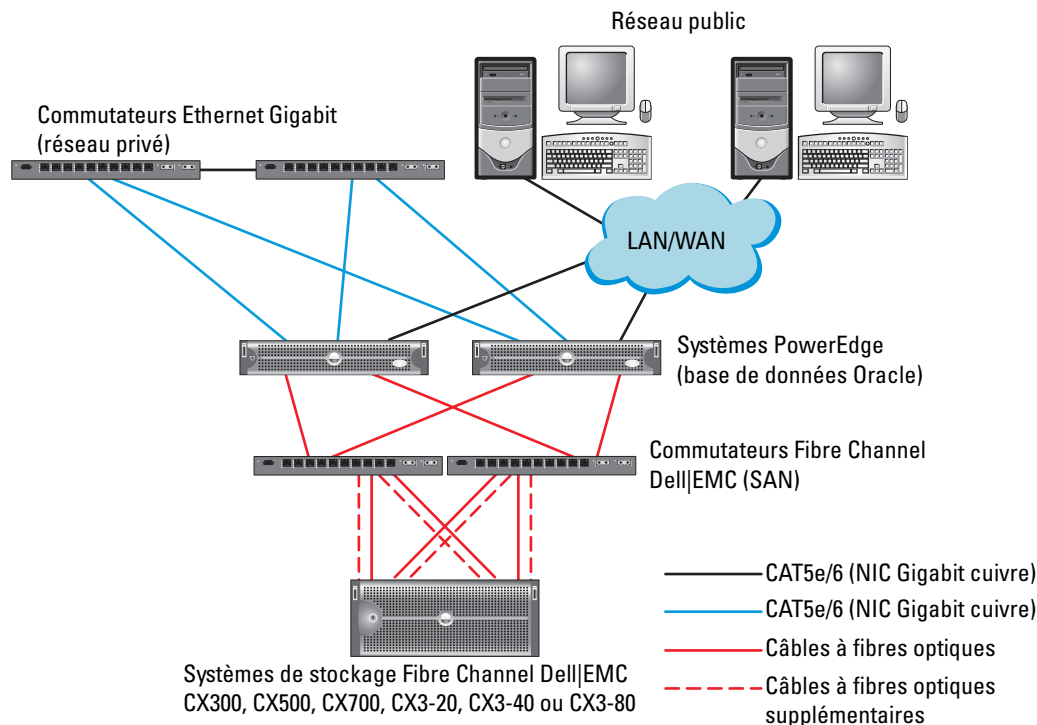 Réseau public
Commutateurs Ethernet Gigabit
(réseau privé)
LAN/WAN
Systèmes PowerEdge
(base de données Oracle)
Commutateurs Fibre Channel
Dell|EMC (SAN)
CAT5e/6 (NIC Gigabit cuivre)
CAT5e/6 (NIC Gigabit cuivre)
Câbles à fibres optiques
Câbles à fibres optiques
supplémentaires
Systèmes de stockage Fibre Channel Dell|EMC
CX300, CX500, CX700, CX3-20, CX3-40 ou CX3-80